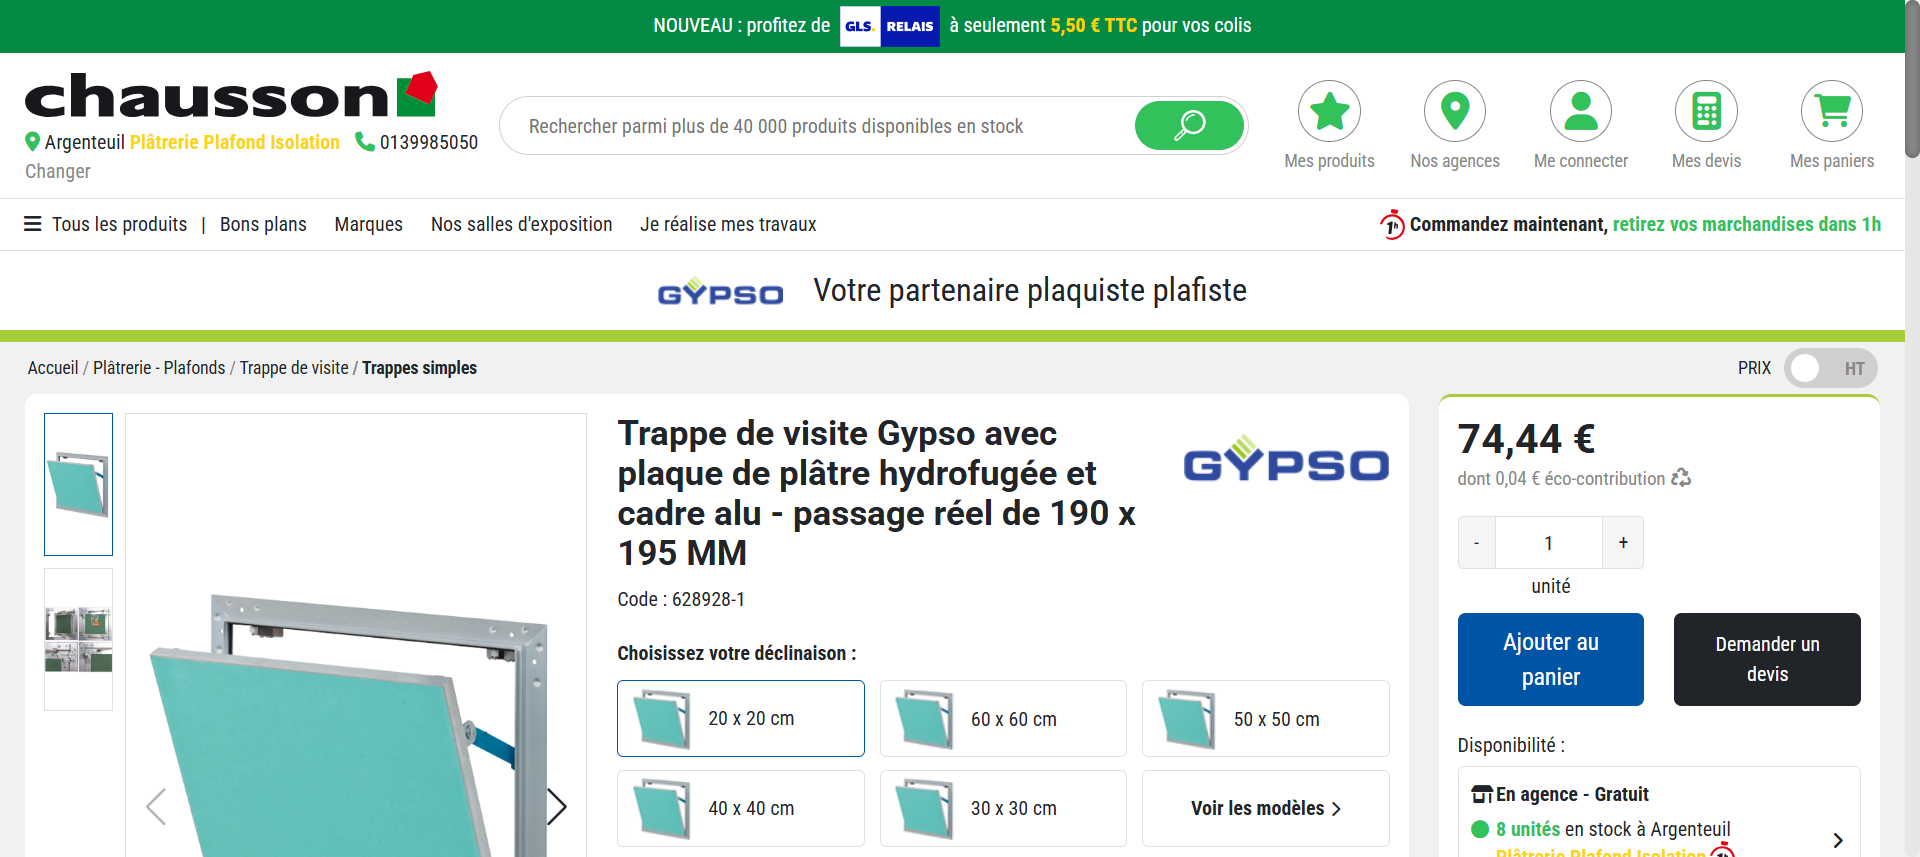 NOUVEAU : profitez de GLS. RELAIS à seulement 5,50 € TTC pour vos colis
chausson
Argenteuil Plâtrerie Plafond Isolation 0139985050
Changer
Rechercher parmi plus de 40 000 produits disponibles en stock
Mes produits
Nos agences
Me connecter
Mes devis
Mes paniers
Tous les produits | Bons plans Marques Nos salles d'exposition Je réalise mes travaux
1h Commandez maintenant, retirez vos marchandises dans 1h
GYPSO Votre partenaire plaquiste plafiste
Accueil / Plâtrerie - Plafonds / Trappe de visite / Trappes simples
PRIX HT
Trappe de visite Gypso avec
plaque de plâtre hydrofugée et
cadre alu - passage réel de 190 x
195 MM
GYPSO
Code : 628928-1
Choisissez votre déclinaison :
20 x 20 cm
60 x 60 cm
50 x 50 cm
40 x 40 cm
30 x 30 cm
Voir les modèles
74,44 €
dont 0,04 € éco-contribution
- 1 +
unité
Ajouter au
panier
Demander un
devis
Disponibilité :
En agence - Gratuit
8 unités en stock à Argenteuil
Plâtrerie Plafond Isolation